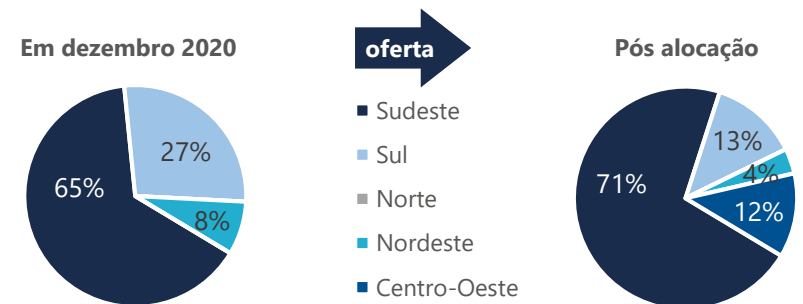 Em dezembro 2020
27%
65%
8%
oferta
Sudeste
Sul
Norte
Nordeste
Centro-Oeste
Pós alocação
13%
4%
71%
12%